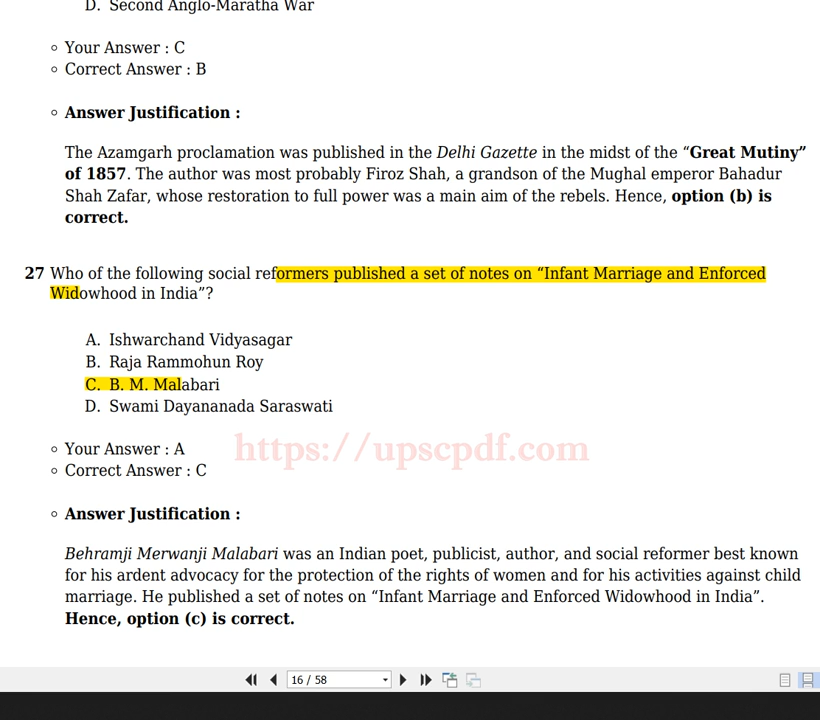 D. Second Anglo-Maratha War
Your Answer : C
Correct Answer : B
Answer Justification :
The Azamgarh proclamation was published in the Delhi Gazette in the midst of the “Great Mutiny”
of 1857. The author was most probably Firoz Shah, a grandson of the Mughal emperor Bahadur
Shah Zafar, whose restoration to full power was a main aim of the rebels. Hence, option (b) is
correct.
27 Who of the following social reformers published a set of notes on “Infant Marriage and Enforced
Widowhood in India”?
A. Ishwarchand Vidyasagar
B. Raja Rammohun Roy
C. B. M. Malabari
D. Swami Dayananada Saraswati
Your Answer : A
https://upscpdf.com
Correct Answer : C
Answer Justification :
Behramji Merwanji Malabari was an Indian poet, publicist, author, and social reformer best known
for his ardent advocacy for the protection of the rights of women and for his activities against child
marriage. He published a set of notes on “Infant Marriage and Enforced Widowhood in India”.
Hence, option (c) is correct.
16 / 58